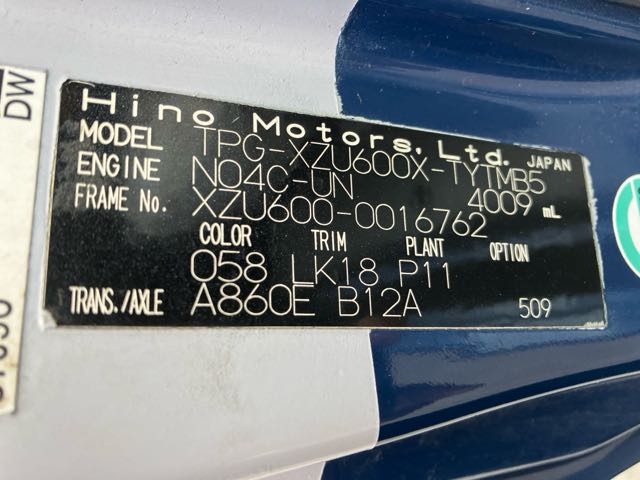 DW
Hino Motors, Ltd. JAPAN
MODEL TPG-XZU600X-TYTMB5
ENGINE N04C-UN 4009 mL
FRAME No. XZU600-0016762
COLOR TRIM PLANT OPTION
058 LK18 P11
TRANS./AXLE A860E B12A 509